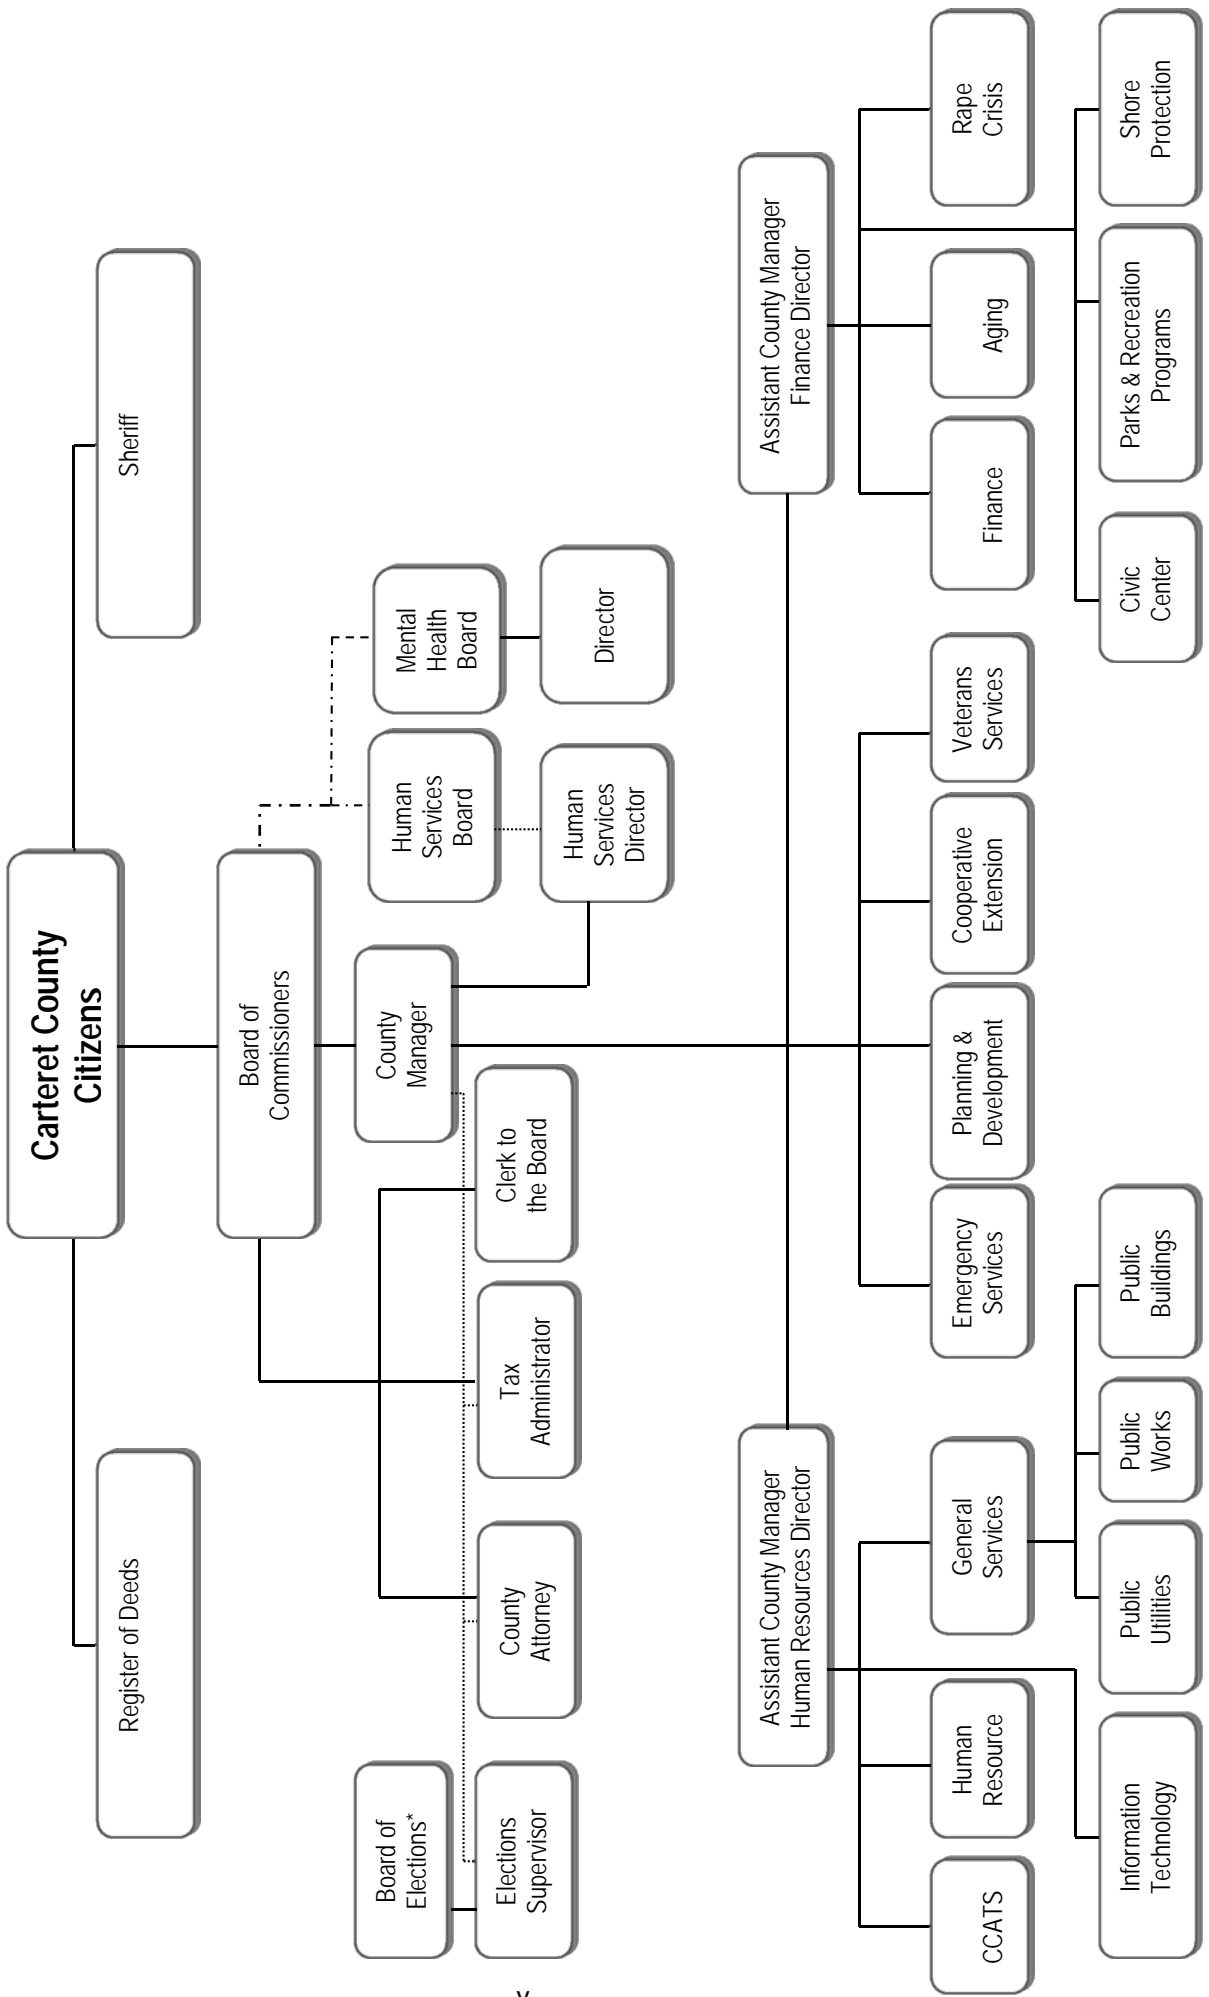 Carteret County
Citizens
Register of Deeds
Sheriff
Board of
Commissioners
Board of
Elections*
County
Manager
Human
Services
Board
Mental
Health
Board
Elections
Supervisor
County
Attorney
Tax
Administrator
Clerk to
the Board
Human
Services
Director
Director
Assistant County Manager
Human Resources Director
Assistant County Manager
Finance Director
CCATS
Human
Resource
General
Services
Emergency
Services
Planning &
Development
Cooperative
Extension
Veterans
Services
Finance
Aging
Rape
Crisis
Information
Technology
Public
Utilities
Public
Works
Public
Buildings
Civic
Center
Parks & Recreation
Programs
Shore
Protection